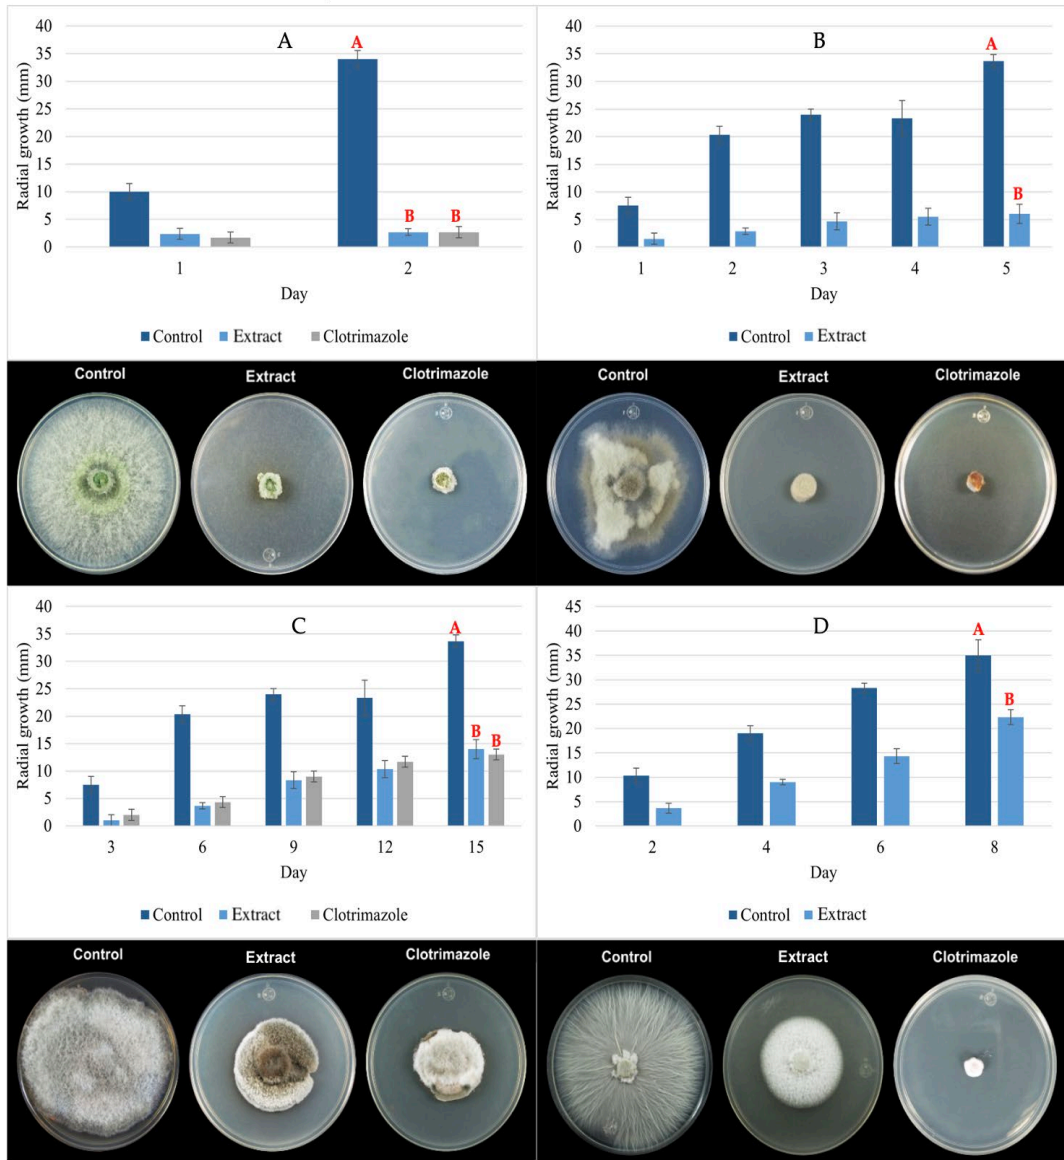 A
Radial growth (mm)
40
35
30
25
20
15
10
5
0
A
B
B
1
2
Day
Control
Extract
Clotrimazole
B
Radial growth (mm)
40
35
30
25
20
15
10
5
0
A
B
1
2
3
4
5
Day
Control
Extract
Control
Extract
Clotrimazole
Control
Extract
Clotrimazole
C
Radial growth (mm)
40
35
30
25
20
15
10
5
0
A
B
B
3
6
9
12
15
Day
Control
Extract
Clotrimazole
D
Radial growth (mm)
45
40
35
30
25
20
15
10
5
0
A
B
2
4
6
8
Day
Control
Extract
Control
Extract
Clotrimazole
Control
Extract
Clotrimazole